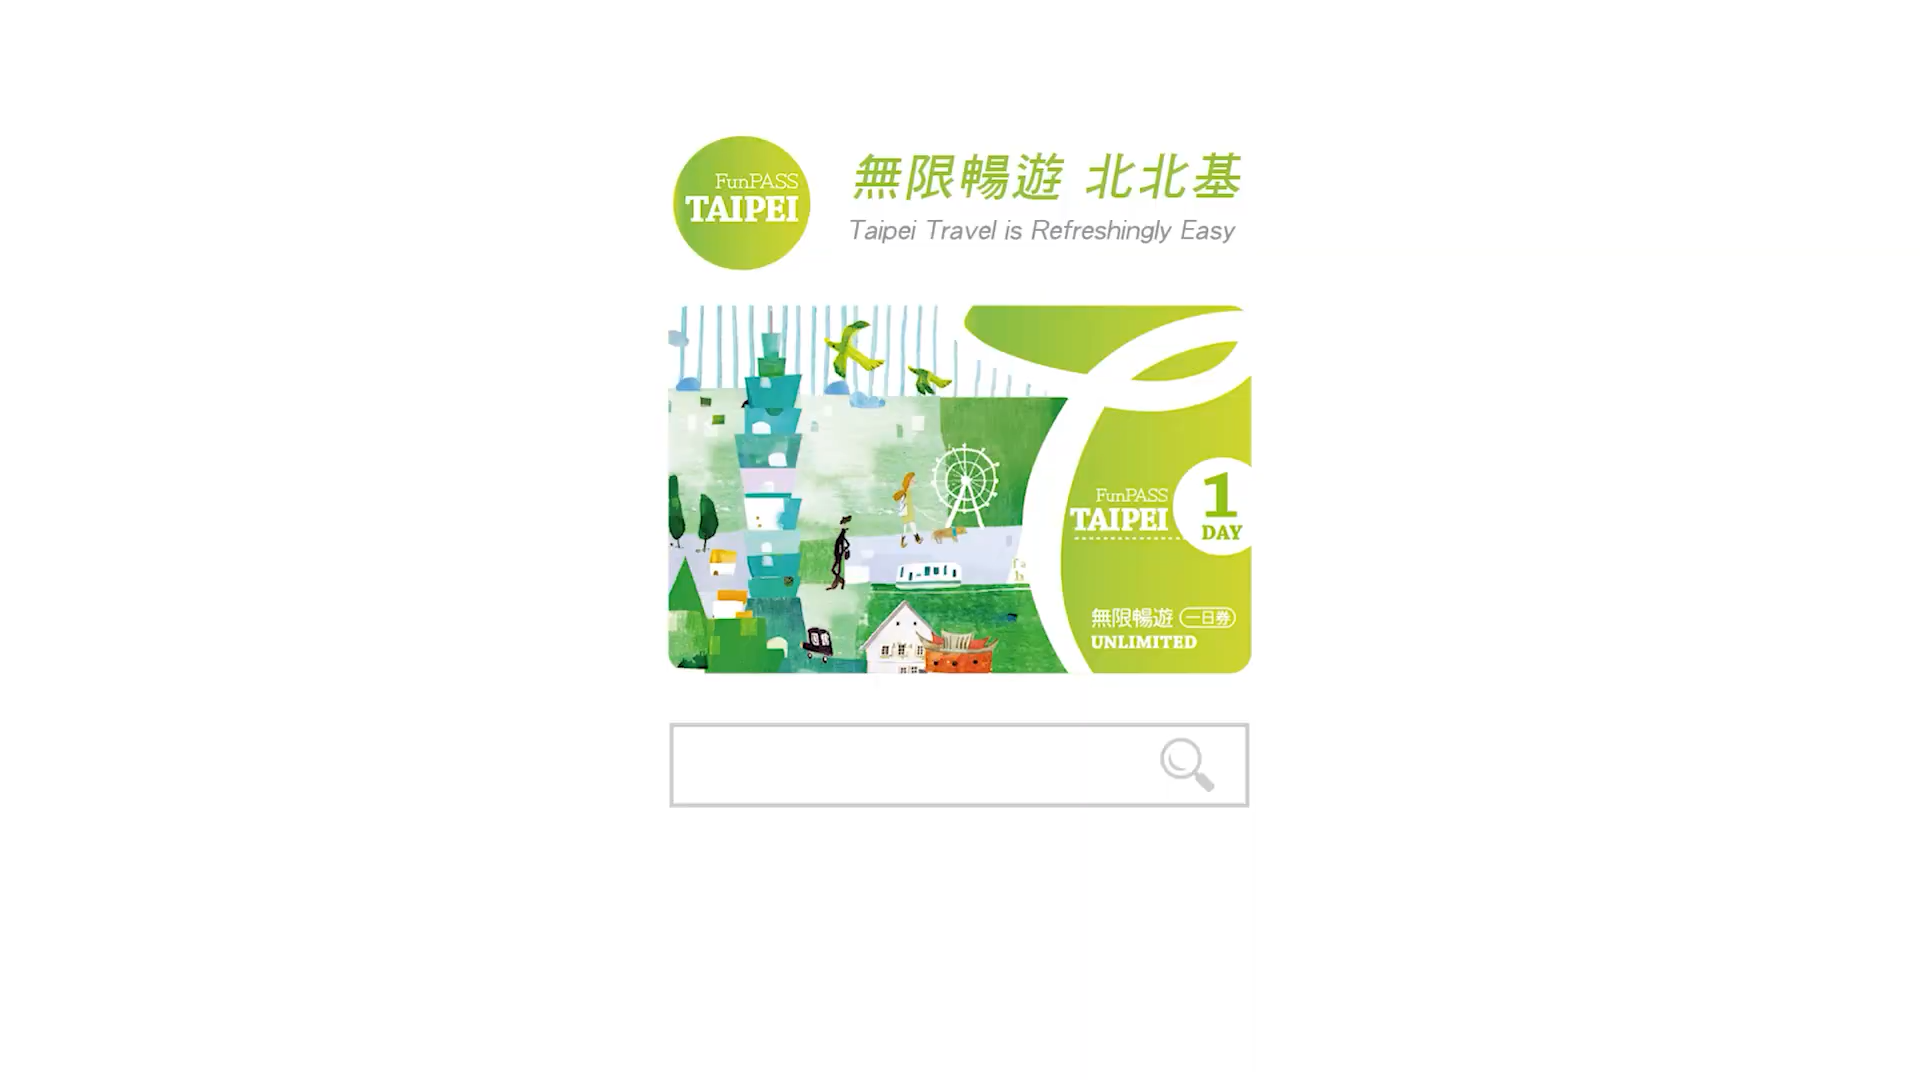 FunPASS
TAIPEI
無限暢遊 北北基
Taipei Travel is Refreshingly Easy
FunPASS
TAIPEI
1
DAY
無限暢遊 一日券
UNLIMITED